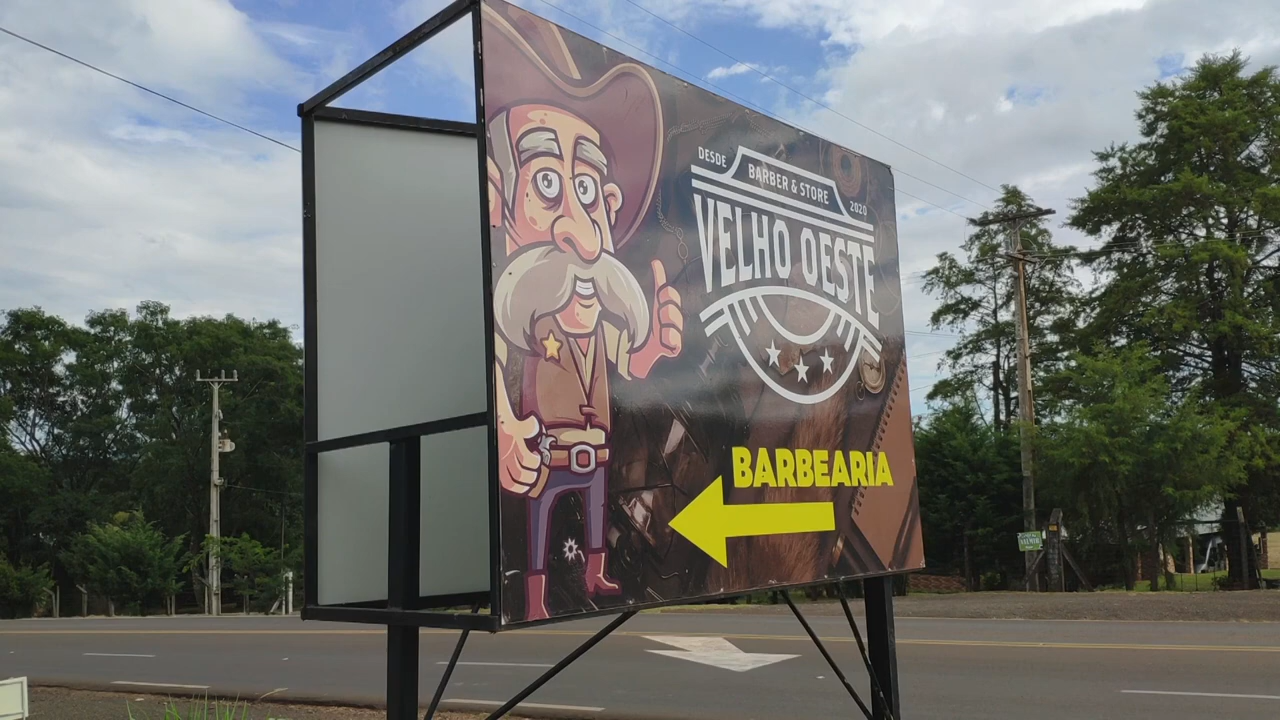 DESDE
BARBER & STORE
2020
VELHO OESTE
BARBEARIA